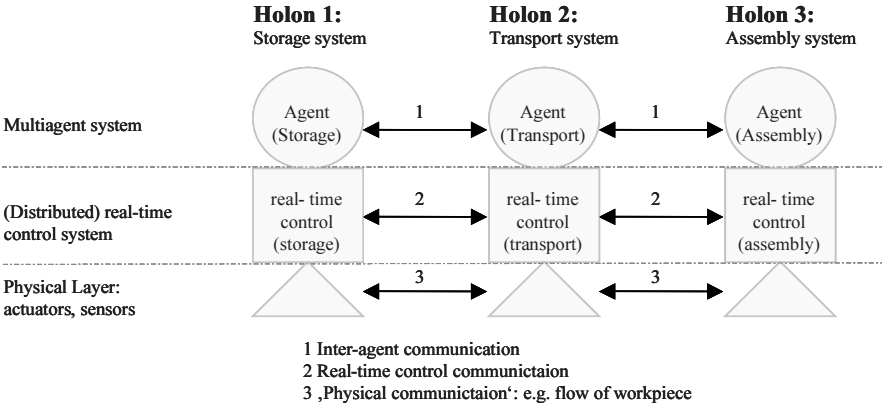 Holon 1: Holon 2: Holon 3:
Storage system Transport system Assembly system
Multiagent system
Agent
(Storage)
1
Agent
(Transport)
1
Agent
(Assembly)
(Distributed) real-time
control system
real- time
control
(storage)
2
real- time
control
(transport)
2
real- time
control
(assembly)
Physical Layer:
actuators, sensors
3
3
1 Inter-agent communication
2 Real-time control communictaion
3 ‚Physical communictaion‘: e.g. flow of workpiece